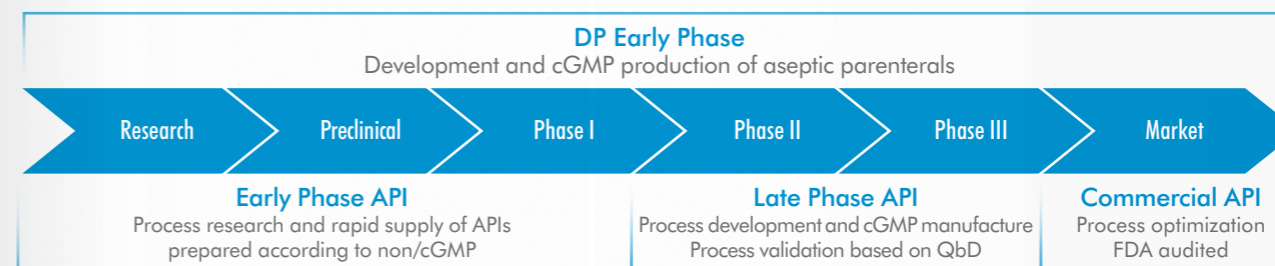 DP Early Phase
Development and cGMP production of aseptic parenterals
Research
Preclinical
Phase I
Phase II
Phase III
Market
Early Phase API
Process research and rapid supply of APIs
prepared according to non/cGMP
Late Phase API
Process development and cGMP manufacture
Process validation based on QbD
Commercial API
Process optimization
FDA audited